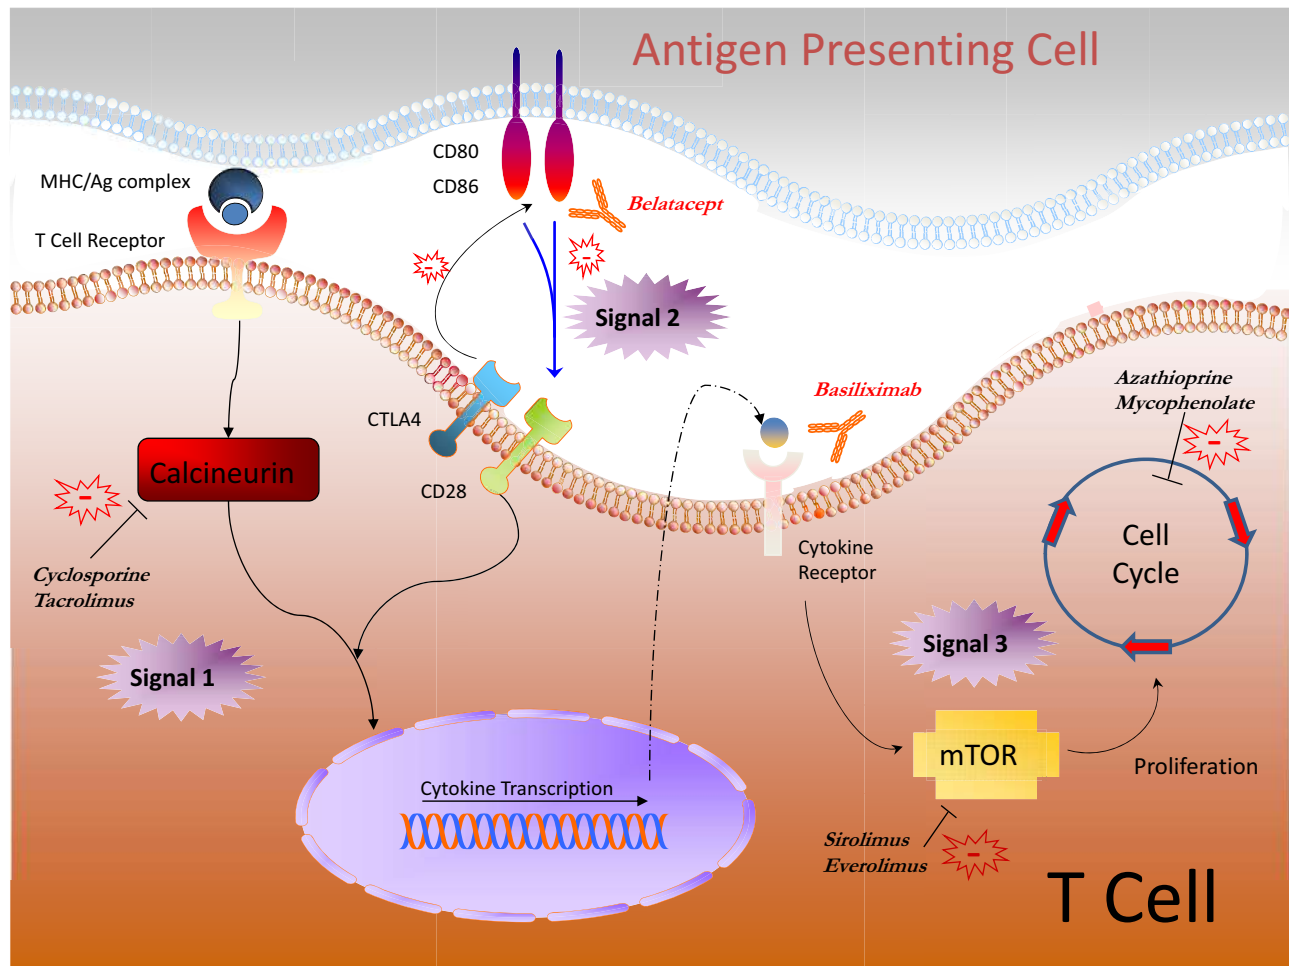 Antigen Presenting Cell
CD80
CD86
MHC/Ag complex
Belatacept
T Cell Receptor
-
-
Signal 2
CTLA4
CD28
Basiliximab
Azathioprine
Mycophenolate
-
Calcineurin
-
Cyclosporine
Tacrolimus
Cytokine
Receptor
Cell
Cycle
Signal 1
Signal 3
mTOR
Proliferation
Cytokine Transcription
Sirolimus
Everolimus
-
T Cell